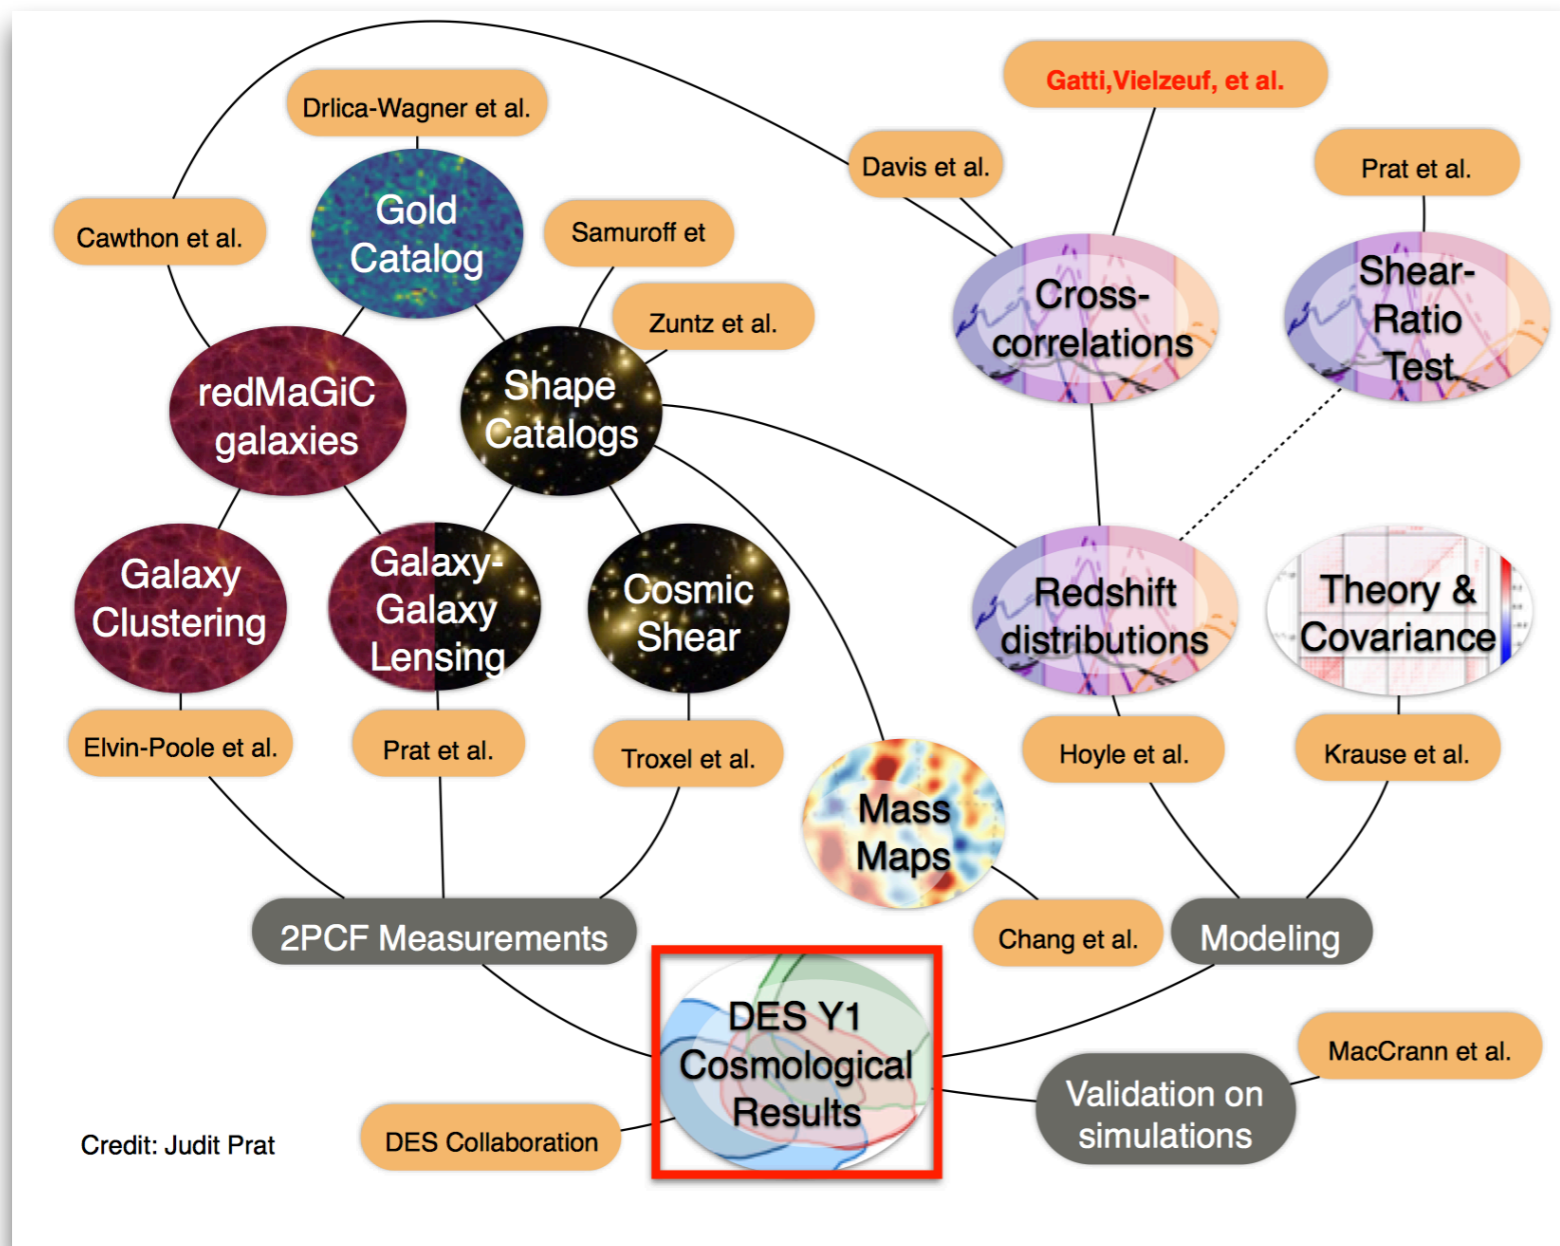 Gatti,Vielzeuf, et al.
Drlica-Wagner et al.
Davis et al.
Prat et al.
Cawthon et al.
Gold
Catalog
Samuroff et
Zuntz et al.
Cross-
correlations
Shear-
Ratio
Test
redMaGiC
galaxies
Shape
Catalogs
Galaxy
Clustering
Galaxy-
Galaxy
Lensing
Cosmic
Shear
Redshift
distributions
Theory &
Covariance
Elvin-Poole et al.
Prat et al.
Troxel et al.
Hoyle et al.
Krause et al.
Mass
Maps
2PCF Measurements
Chang et al.
Modeling
DES Y1
Cosmological
Results
MacCrann et al.
Validation on
simulations
DES Collaboration
Credit: Judit Prat